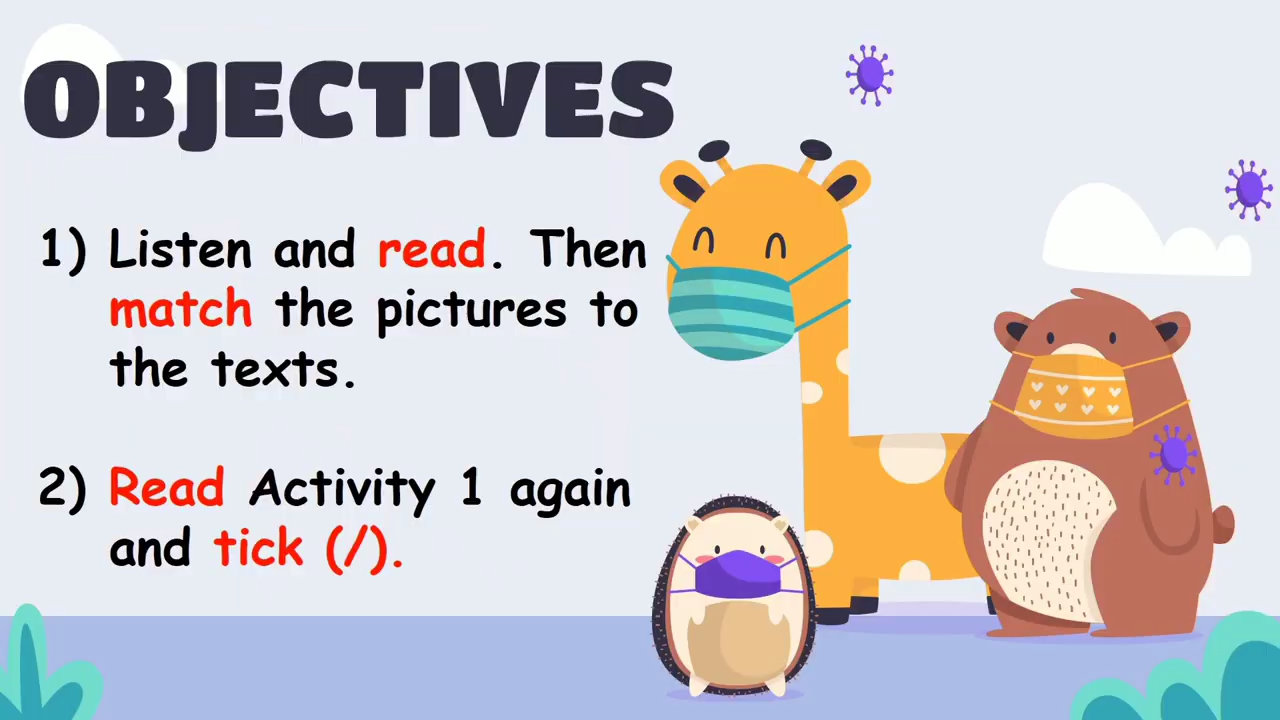 OBJECTIVES
1) Listen and read. Then
match the pictures to
the texts.
2) Read Activity 1 again
and tick (/).